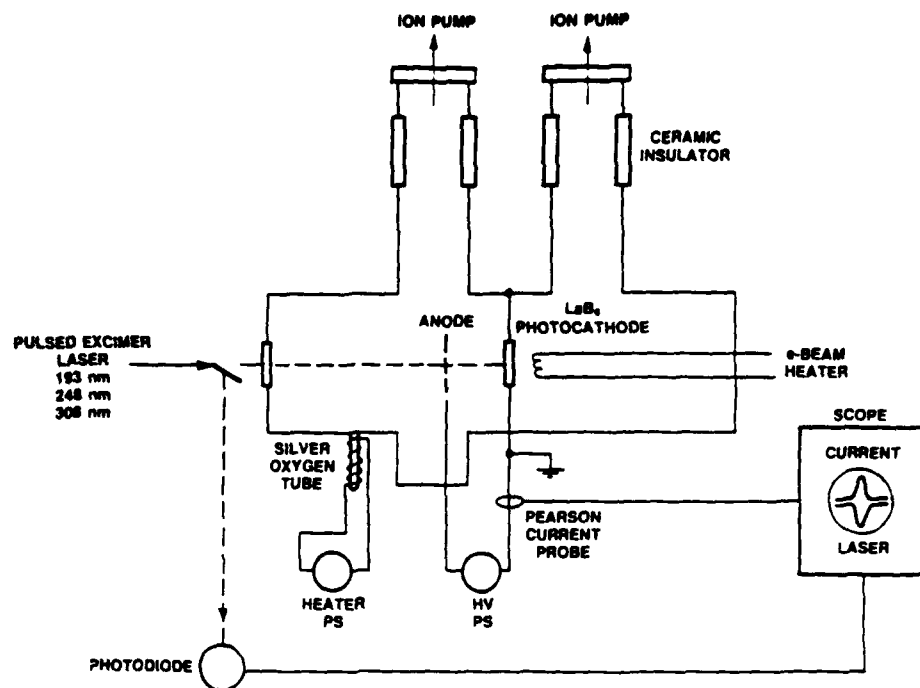 ION PUMP
ION PUMP
CERAMIC
INSULATOR
ANODE
LaB₆
PHOTOCATHODE
PULSED EXCIMER
LASER
193 nm
248 nm
308 nm
e-BEAM
HEATER
SCOPE
CURRENT
LASER
SILVER
OXYGEN
TUBE
PEARSON
CURRENT
PROBE
HEATER
PS
HV
PS
PHOTODIODE